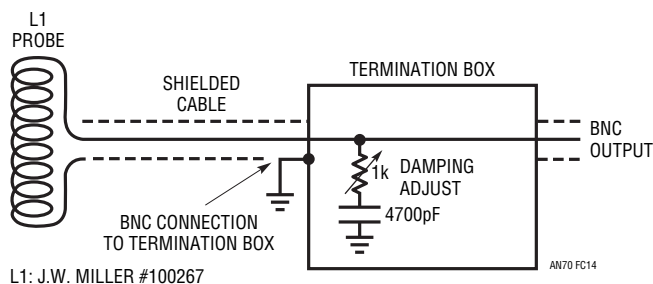 L1
PROBE
SHIELDED
CABLE
TERMINATION BOX
BNC
OUTPUT
1k
DAMPING
ADJUST
4700pF
BNC CONNECTION
TO TERMINATION BOX
L1: J.W. MILLER #100267
AN70 FC14